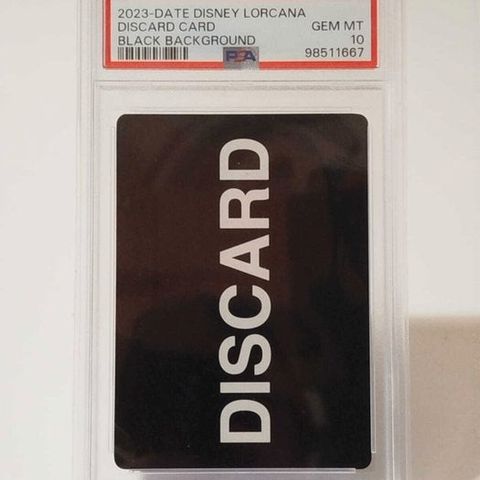 2023-DATE DISNEY LORCANA
DISCARD CARD GEM MT
BLACK BACKGROUND 10
PSA 98511667
DISCARD